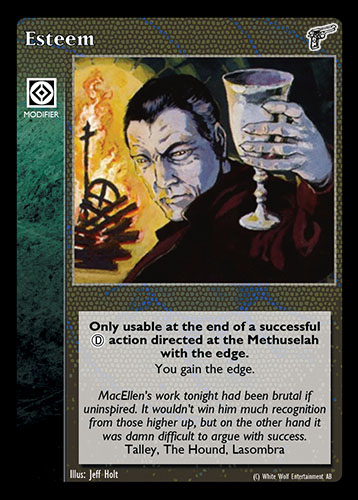 Esteem
MODIFIER
Only usable at the end of a successful
Ⓓ action directed at the Methuselah
with the edge.
You gain the edge.
MacEllen's work tonight had been brutal if
uninspired. It wouldn't win him much recognition
from those higher up, but on the other hand it
was damn difficult to argue with success.
Talley, The Hound, Lasombra
Illus: Jeff Holt
(C) White Wolf Entertainment AB